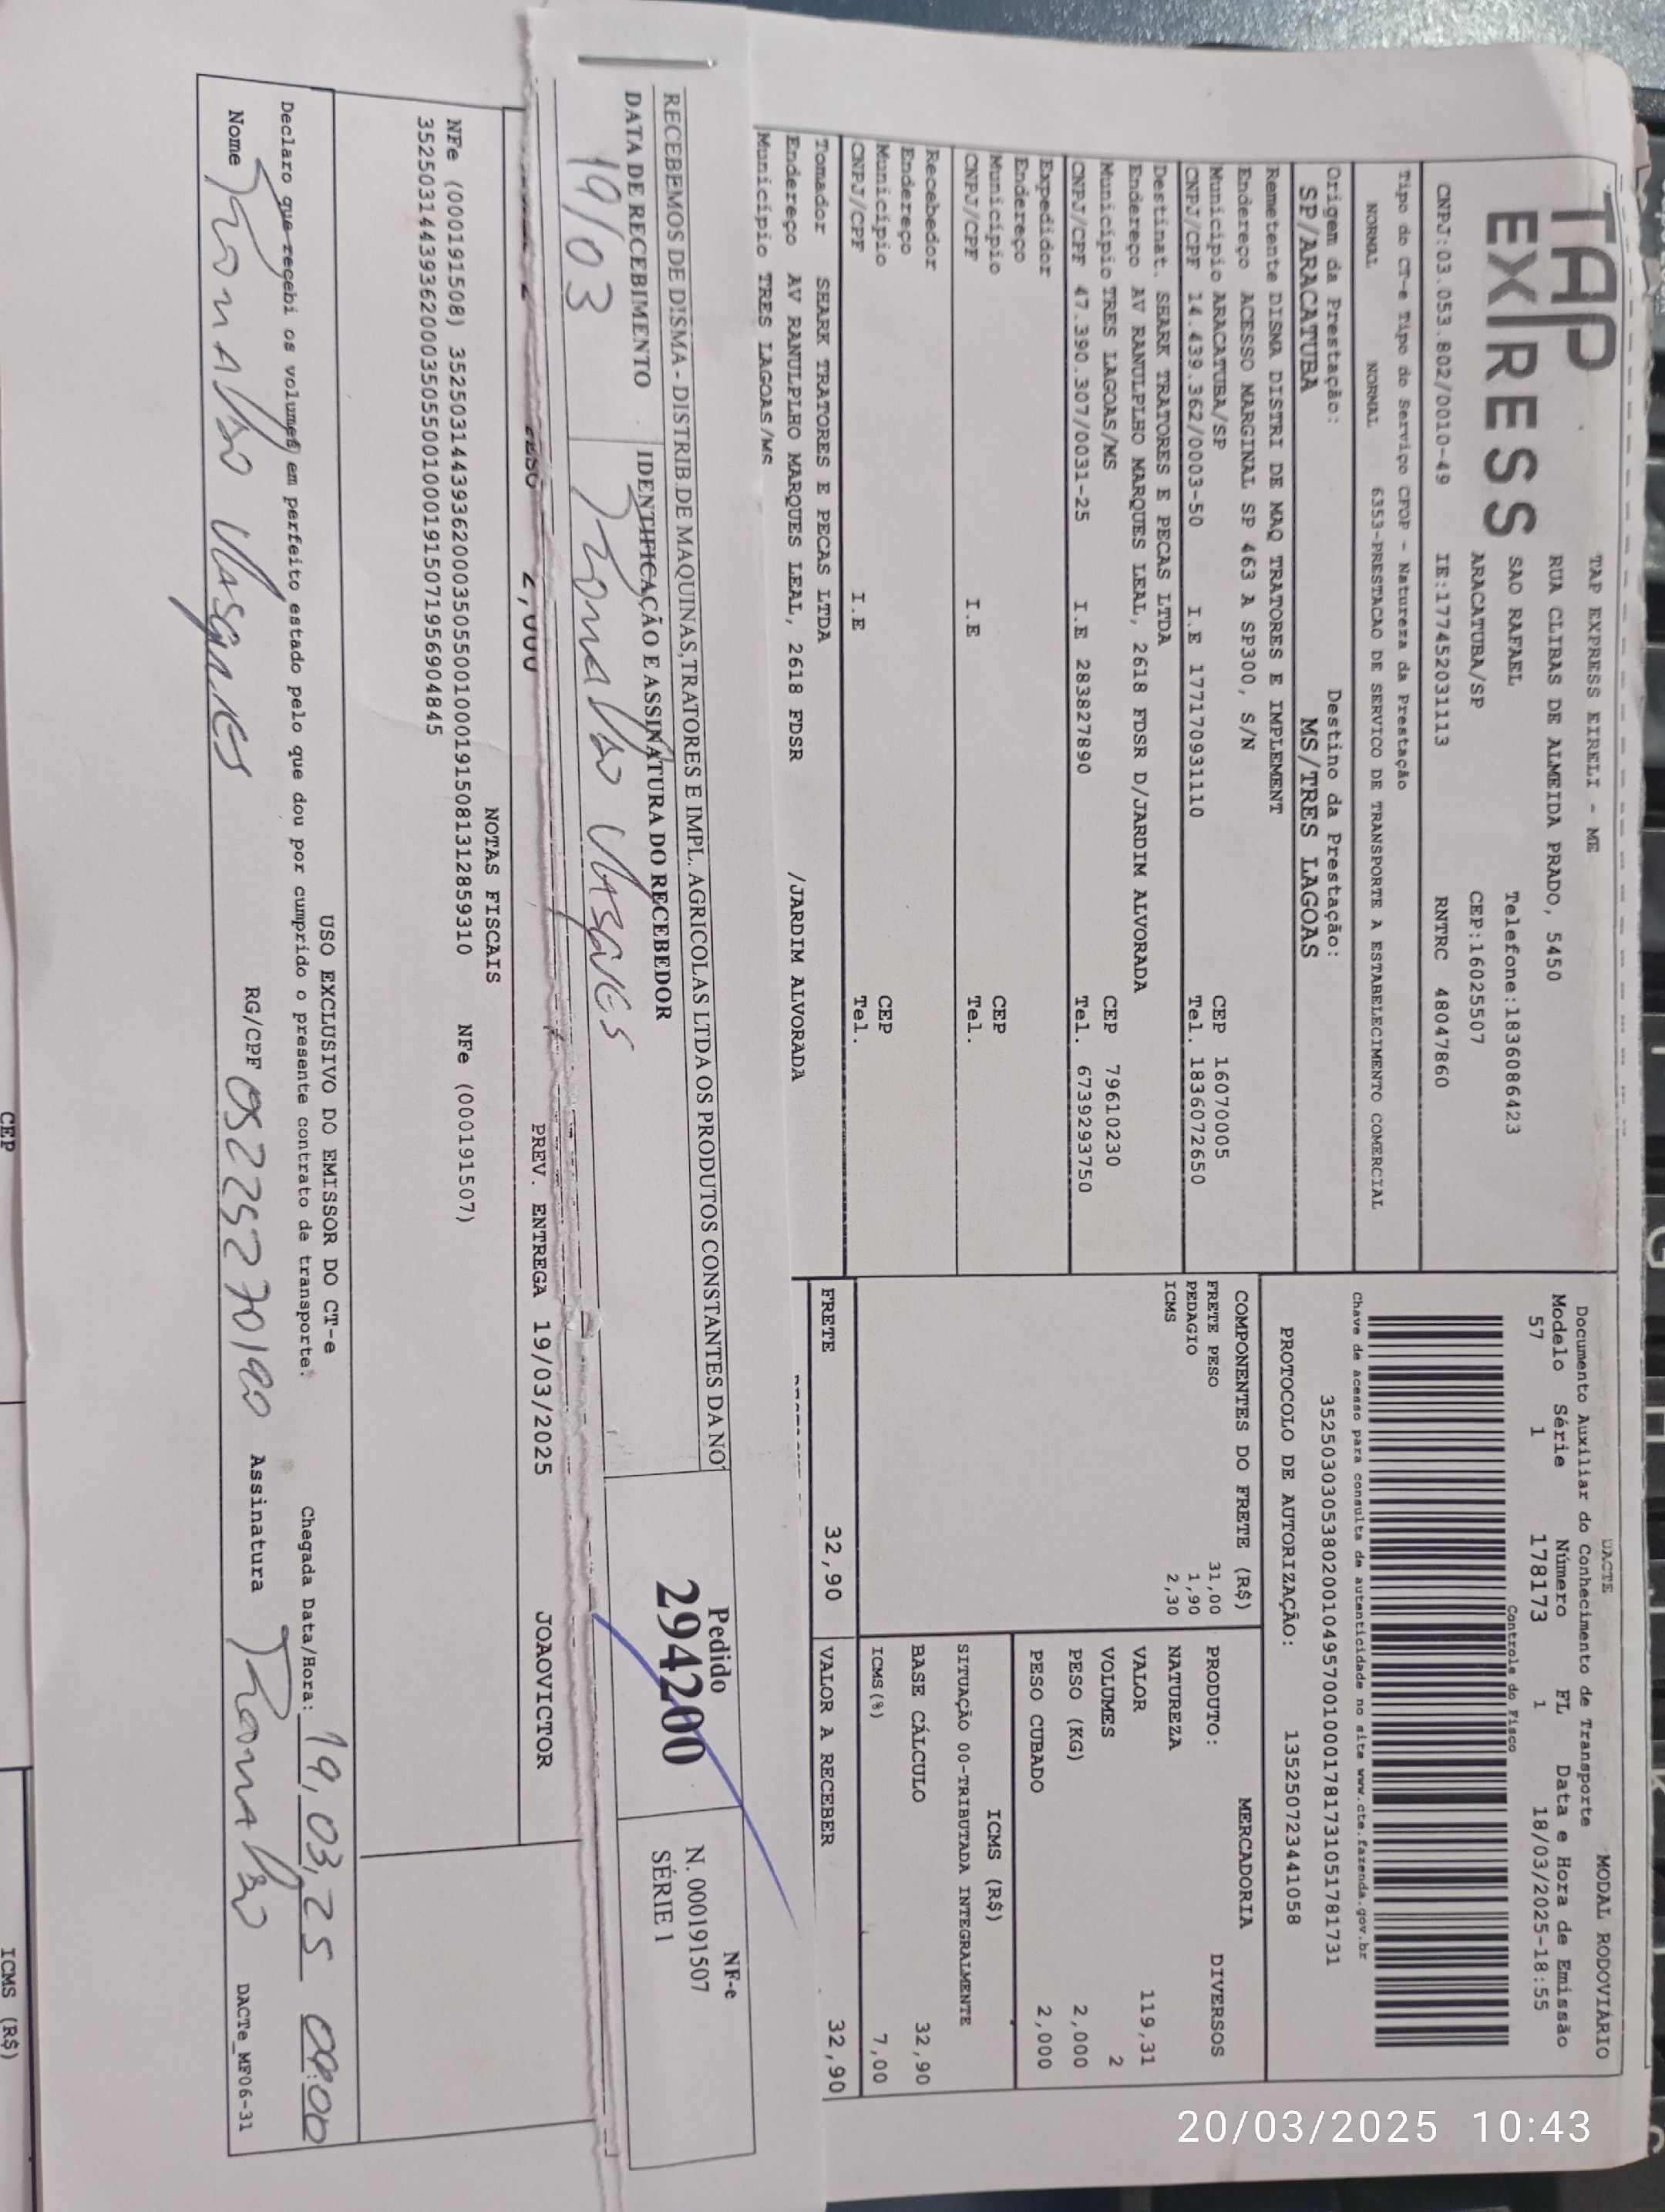 DACTE
MODAL RODOVIÁRIO
TAP EXPRESS
TAP EXPRESS EIRELI - ME
RUA CLIBAS DE ALMEIDA PRADO, 5450
SAO RAFAEL Telefone:1836086423
ARACATUBA/SP CEP:16025507
CNPJ:03.053.802/0010-49 IE:177452031113 RNTRC 48047860
Documento Auxiliar do Conhecimento de Transporte
Modelo Série Número FL Data e Hora de Emissão
57 1 178173 1 18/03/2025-18:55
Controle do Fisco
Chave de acesso para consulta de autenticidade no site www.cte.fazenda.gov.br
35250303053802001049570010001781731051781731
PROTOCOLO DE AUTORIZAÇÃO: 135250723441058
Tipo do CT-e Tipo do Serviço CFOP - Natureza da Prestação
NORMAL NORMAL 6353-PRESTACAO DE SERVICO DE TRANSPORTE A ESTABELECIMENTO COMERCIAL
Origem da Prestação: Destino da Prestação:
SP/ARACATUBA MS/TRES LAGOAS
Remetente DISMA DISTRI DE MAQ TRATORES E IMPLEMENT
Endereço ACESSO MARGINAL SP 463 A SP300, S/N
Município ARACATUBA/SP CEP 16070005
CNPJ/CPF 14.439.362/0003-50 I.E 177170931110 Tel. 1836072650
Destinat. SHARK TRATORES E PECAS LTDA
Endereço AV RANULPLHO MARQUES LEAL, 2618 FDSR D/JARDIM ALVORADA
Município TRES LAGOAS/MS CEP 79610230
CNPJ/CPF 47.390.307/0031-25 I.E 283827890 Tel. 6739293750
Expedidor
Endereço
Município CEP
CNPJ/CPF I.E Tel.
Recebedor
Endereço
Município CEP
CNPJ/CPF I.E Tel.
Tomador SHARK TRATORES E PECAS LTDA
Endereço AV RANULPLHO MARQUES LEAL, 2618 FDSR /JARDIM ALVORADA
Município TRES LAGOAS/MS
COMPONENTES DO FRETE (R$)
FRETE PESO 31,00
PEDAGIO 1,90
ICMS 2,30
MERCADORIA
PRODUTO: DIVERSOS
NATUREZA
VALOR 119,31
VOLUMES 2
PESO (KG) 2,000
PESO CUBADO 2,000
ICMS (R$)
SITUAÇÃO 00-TRIBUTADA INTEGRALMENTE
BASE CÁLCULO 32,90
ICMS(%) 7,00
FRETE 32,90 VALOR A RECEBER 32,90
RECEBEMOS DE DISMA - DISTRIB.DE MAQUINAS,TRATORES E IMPL. AGRICOLAS LTDA OS PRODUTOS CONSTANTES DA NO
DATA DE RECEBIMENTO IDENTIFICAÇÃO E ASSINATURA DO RECEBEDOR
19/03 Ronaldo Vasques
Pedido
294200
NF-e
N. 000191507
SÉRIE 1
2,000
PREV. ENTREGA 19/03/2025 JOAOVICTOR
NOTAS FISCAIS
NFe (000191508) 35250314439362000350550010001915081312859310 NFe (000191507)
35250314439362000350550010001915071956904845
USO EXCLUSIVO DO EMISSOR DO CT-e
Declaro que recebi os volumes em perfeito estado pelo que dou por cumprido o presente contrato de transporte. Chegada Data/Hora: 19,03,25 09:00
Nome Ronaldo Vasques RG/CPF 05225270190 Assinatura Ronaldo DACTe_MF06-31
CEP
ICMS (R$)
20/03/2025 10:43